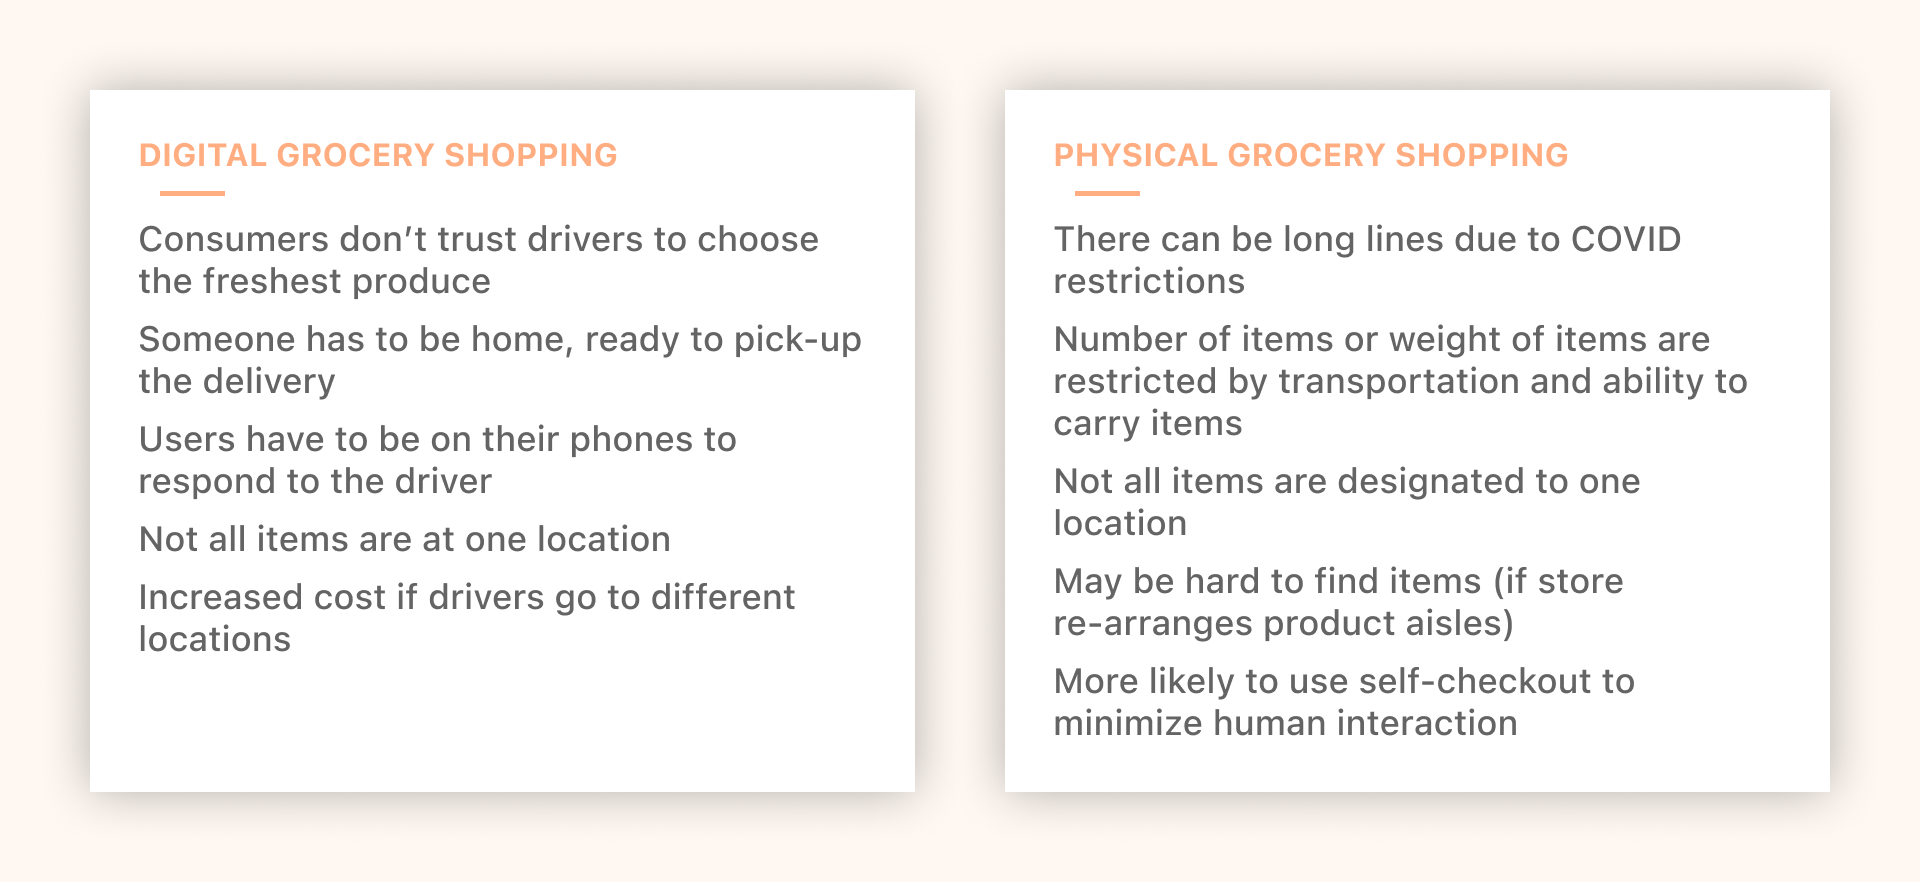 DIGITAL GROCERY SHOPPING
Consumers don’t trust drivers to choose
the freshest produce
Someone has to be home, ready to pick-up
the delivery
Users have to be on their phones to
respond to the driver
Not all items are at one location
Increased cost if drivers go to different
locations
PHYSICAL GROCERY SHOPPING
There can be long lines due to COVID
restrictions
Number of items or weight of items are
restricted by transportation and ability to
carry items
Not all items are designated to one
location
May be hard to find items (if store
re-arranges product aisles)
More likely to use self-checkout to
minimize human interaction